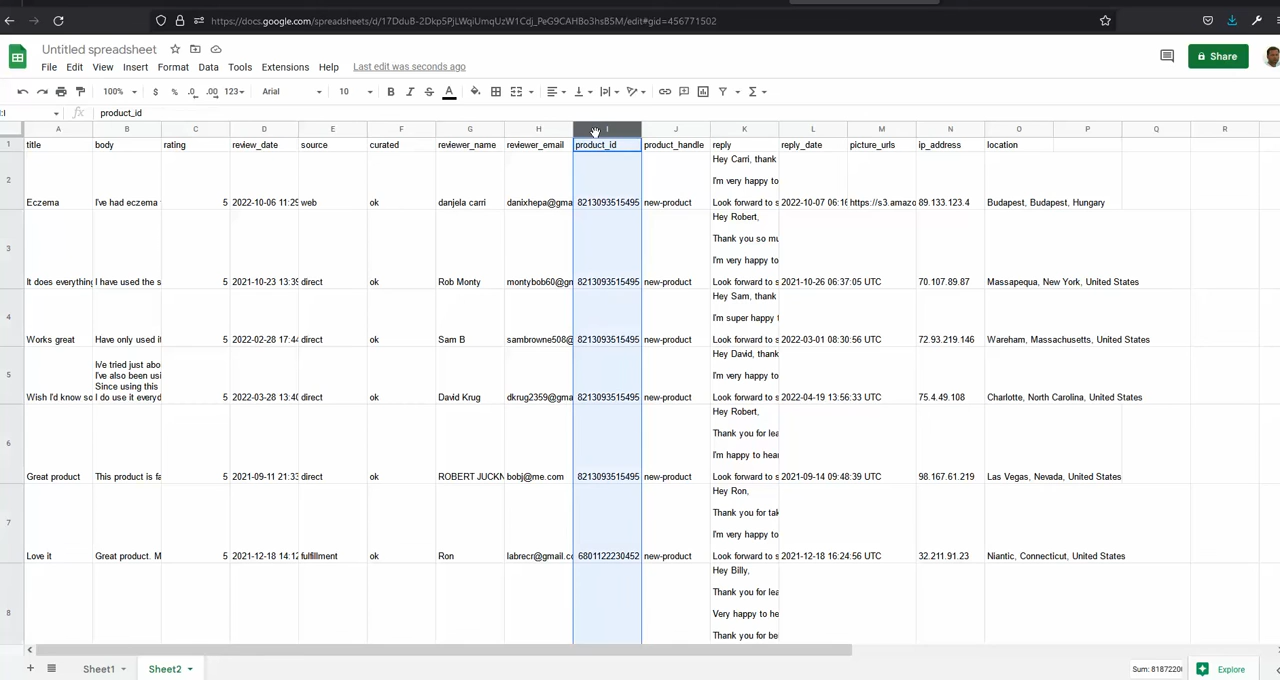 https://docs.google.com/spreadsheets/d/17DduB-2Dkp5PjLWqiUmqUzW1Cdj_PeG9CAHBo3hsB5M/edit#gid=456771502
Untitled spreadsheet
File Edit View Insert Format Data Tools Extensions Help Last edit was seconds ago
Share
100% $ % .0 .00 123 Arial 10 B I S A
product_id
A B C D E F G H I J K L M N O P Q R
1 title body rating review_date source curated reviewer_name reviewer_email product_id product_handle reply reply_date picture_urls ip_address location
Hey Carri, thank
2
I'm very happy to
Eczema I've had eczema 5 2022-10-06 11:29 web ok danjela carri danixhepa@gma 8213093515495 new-product Look forward to s 2022-10-07 06:16 https://s3.amazo 89.133.123.4 Budapest, Budapest, Hungary
Hey Robert,
3 Thank you so mu
I'm very happy to
It does everything I have used the s 5 2021-10-23 13:39 direct ok Rob Monty montybob60@gm 8213093515495 new-product Look forward to s 2021-10-26 06:37:05 UTC 70.107.89.87 Massapequa, New York, United States
Hey Sam, thank
4 I'm super happy t
Works great Have only used it 5 2022-02-28 17:44 direct ok Sam B sambrowne508@ 8213093515495 new-product Look forward to s 2022-03-01 08:30:56 UTC 72.93.219.146 Wareham, Massachusetts, United States
Hey David, thank
I've tried just abo
5 I've also been usi I'm very happy to
Since using this
Wish I'd know so I do use it everyd 5 2022-03-28 13:40 direct ok David Krug dkrug2359@gma 8213093515495 new-product Look forward to s 2022-04-19 13:56:33 UTC 75.4.49.108 Charlotte, North Carolina, United States
Hey Robert,
6 Thank you for lea
I'm happy to hear
Great product This product is fa 5 2021-09-11 21:33 direct ok ROBERT JUCKN bobj@me.com 8213093515495 new-product Look forward to s 2021-09-14 09:48:39 UTC 98.167.61.219 Las Vegas, Nevada, United States
Hey Ron,
7 Thank you for tak
I'm very happy to
Love it Great product. M 5 2021-12-18 14:12 fulfillment ok Ron labrecr@gmail.co 6801122230452 new-product Look forward to s 2021-12-18 16:24:56 UTC 32.211.91.23 Niantic, Connecticut, United States
Hey Billy,
Thank you for lea
8 Very happy to he
Thank you for be
Sheet1 Sheet2 Sum: 8187220 Explore